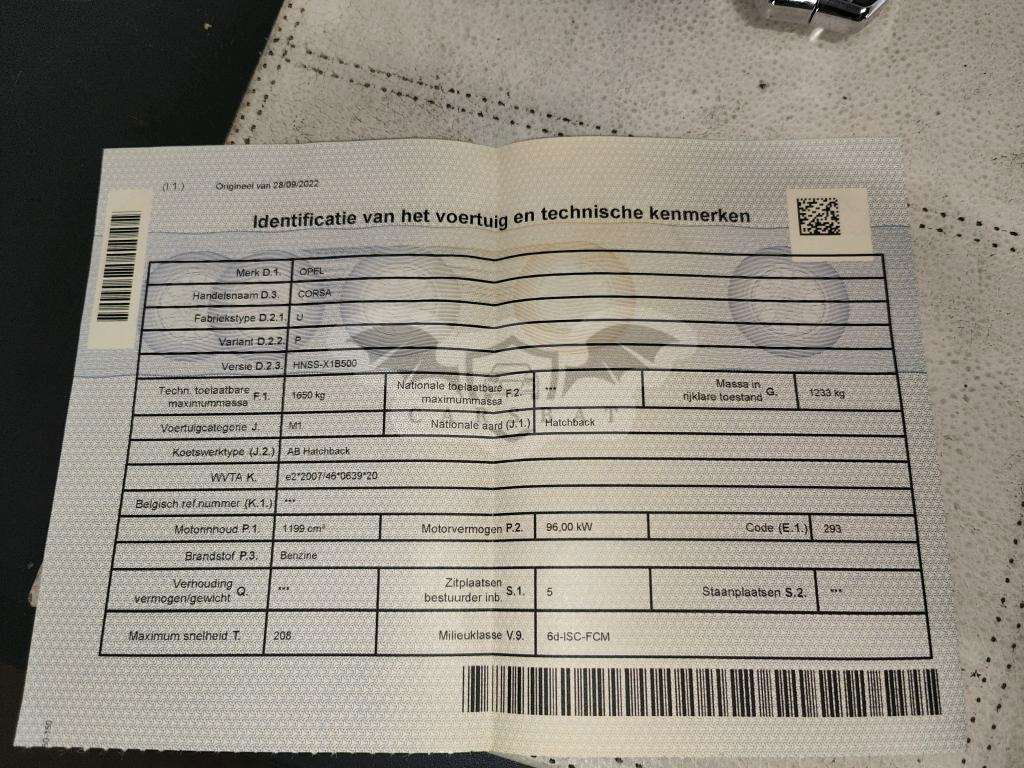 (I.1.) Origineel van 28/09/2022
Identificatie van het voertuig en technische kenmerken
Merk D.1. OPEL
Handelsnaam D.3. CORSA
Fabriekstype D.2.1. U
Variant D.2.2. P
Versie D.2.3. HNSS-X1B500
Techn. toelaatbare maximummassa F.1. 1650 kg Nationale toelaatbare maximummassa F.2. *** Massa in rijklare toestand G. 1233 kg
Voertuigcategorie J. M1 Nationale aard (J.1.) Hatchback
CARSBAT
Koetswerktype (J.2.) AB Hatchback
WVTA K. e2*2007/46*0639*20
Belgisch ref.nummer (K.1.) ***
Motorinhoud P.1. 1199 cm³ Motorvermogen P.2. 96,00 kW Code (E.1.) 293
Brandstof P.3. Benzine
Verhouding vermogen/gewicht Q. *** Zitplaatsen bestuurder inb. S.1. 5 Staanplaatsen S.2. ***
Maximum snelheid T. 208 Milieuklasse V.9. 6d-ISC-FCM